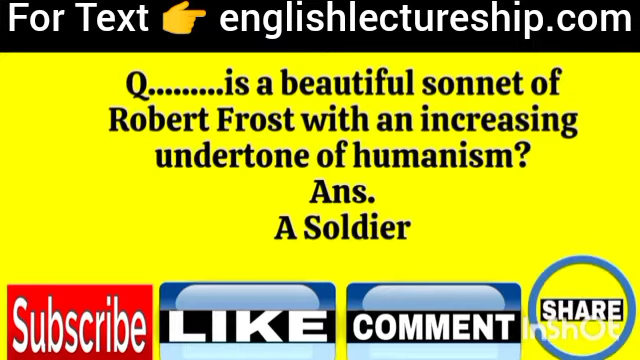 For Text 👉 englishlectureship.com
Q.........is a beautiful sonnet of
Robert Frost with an increasing
undertone of humanism?
Ans.
A Soldier
Subscribe
LIKE
COMMENT
SHARE
InShOt